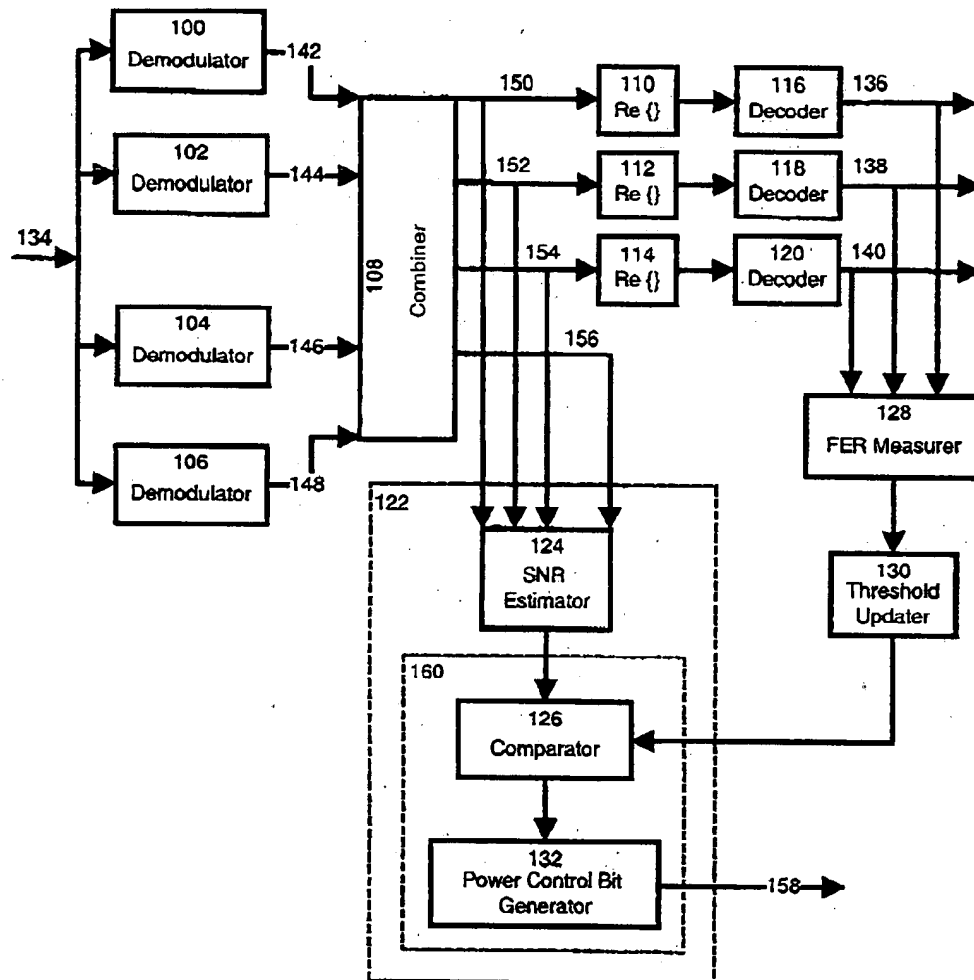 100
Demodulator
142
102
Demodulator
144
134
104
Demodulator
146
106
Demodulator
148
108
Combiner
150
110
Re {}
116
Decoder
136
152
112
Re {}
118
Decoder
138
154
114
Re {}
120
Decoder
140
156
128
FER Measurer
122
124
SNR
Estimator
130
Threshold
Updater
160
126
Comparator
132
Power Control Bit
Generator
158